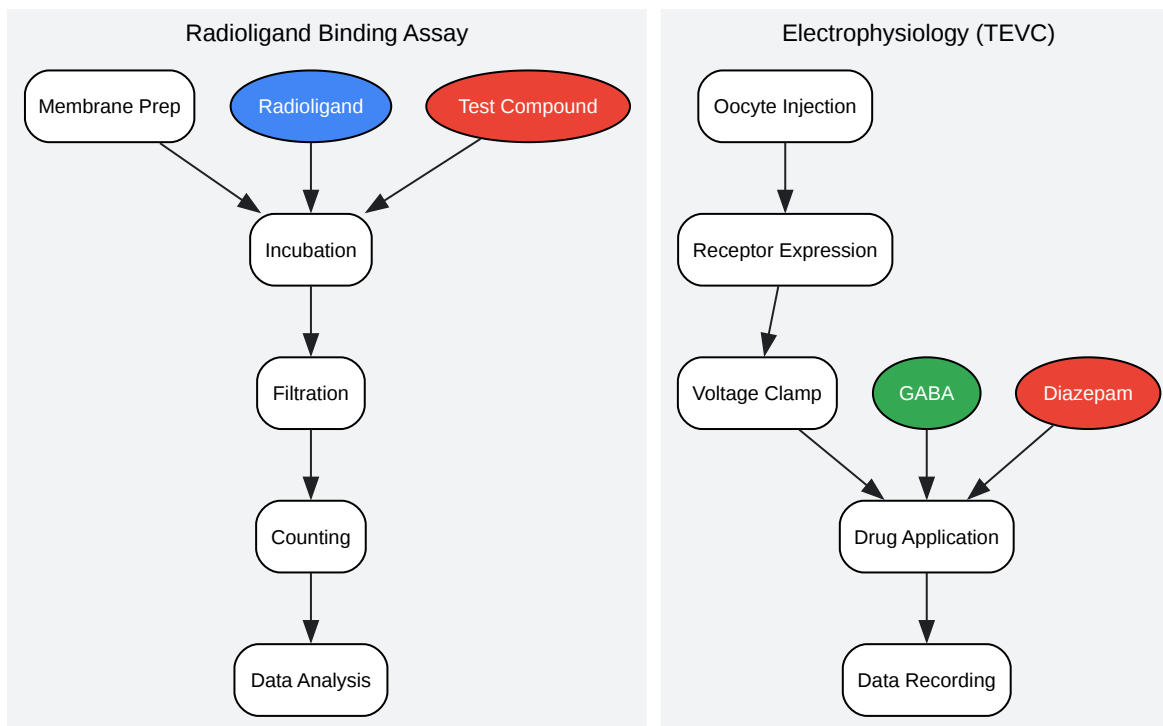 Radioligand Binding Assay
Membrane Prep
Radioligand
Test Compound
Incubation
Filtration
Counting
Data Analysis
Electrophysiology (TEVC)
Oocyte Injection
Receptor Expression
Voltage Clamp
GABA
Diazepam
Drug Application
Data Recording